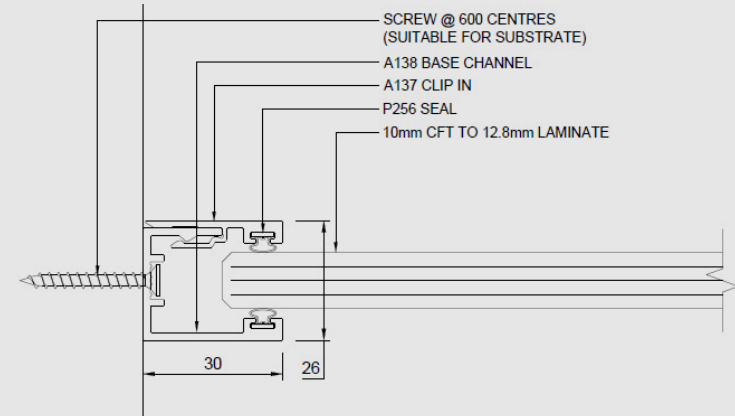 SCREW @ 600 CENTRES
(SUITABLE FOR SUBSTRATE)
A138 BASE CHANNEL
A137 CLIP IN
P256 SEAL
10mm CFT TO 12.8mm LAMINATE
30
26